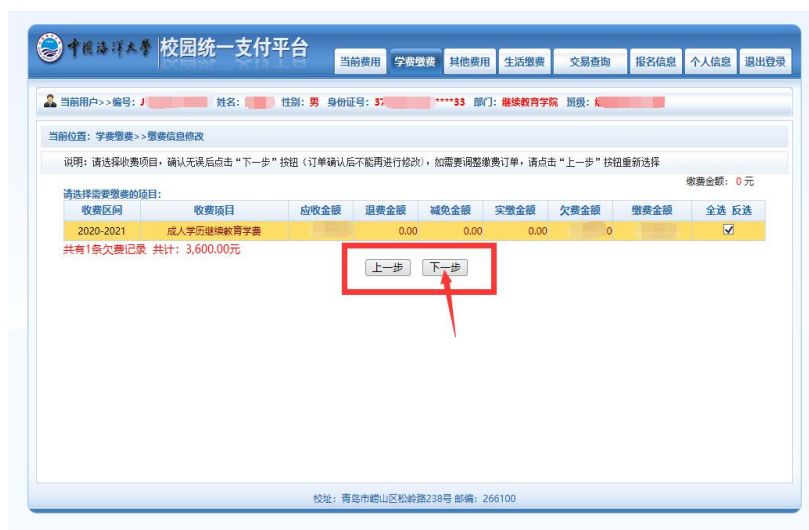 中国海洋大学 校园统一支付平台
当前费用 学费缴费 其他费用 生活缴费 交易查询 报名信息 个人信息 退出登录
当前用户>>编号：J 姓名： 性别：男 身份证号：37 ****33 部门：继续教育学院 班级：
当前位置：学费缴费>>缴费信息修改
说明：请选择收费项目，确认无误后点击“下一步”按钮（订单确认后不能再进行修改），如需要调整缴费订单，请点击“上一步”按钮重新选择
缴费金额：0元
请选择需要缴费的项目：
收费区间 收费项目 应收金额 退费金额 减免金额 实缴金额 欠费金额 缴费金额 全选 反选
2020-2021 成人学历继续教育学费 0.00 0.00 0.00 0
共有1条欠费记录 共计：3,600.00元
上一步 下一步
校址：青岛市崂山区松岭路238号 邮编：266100